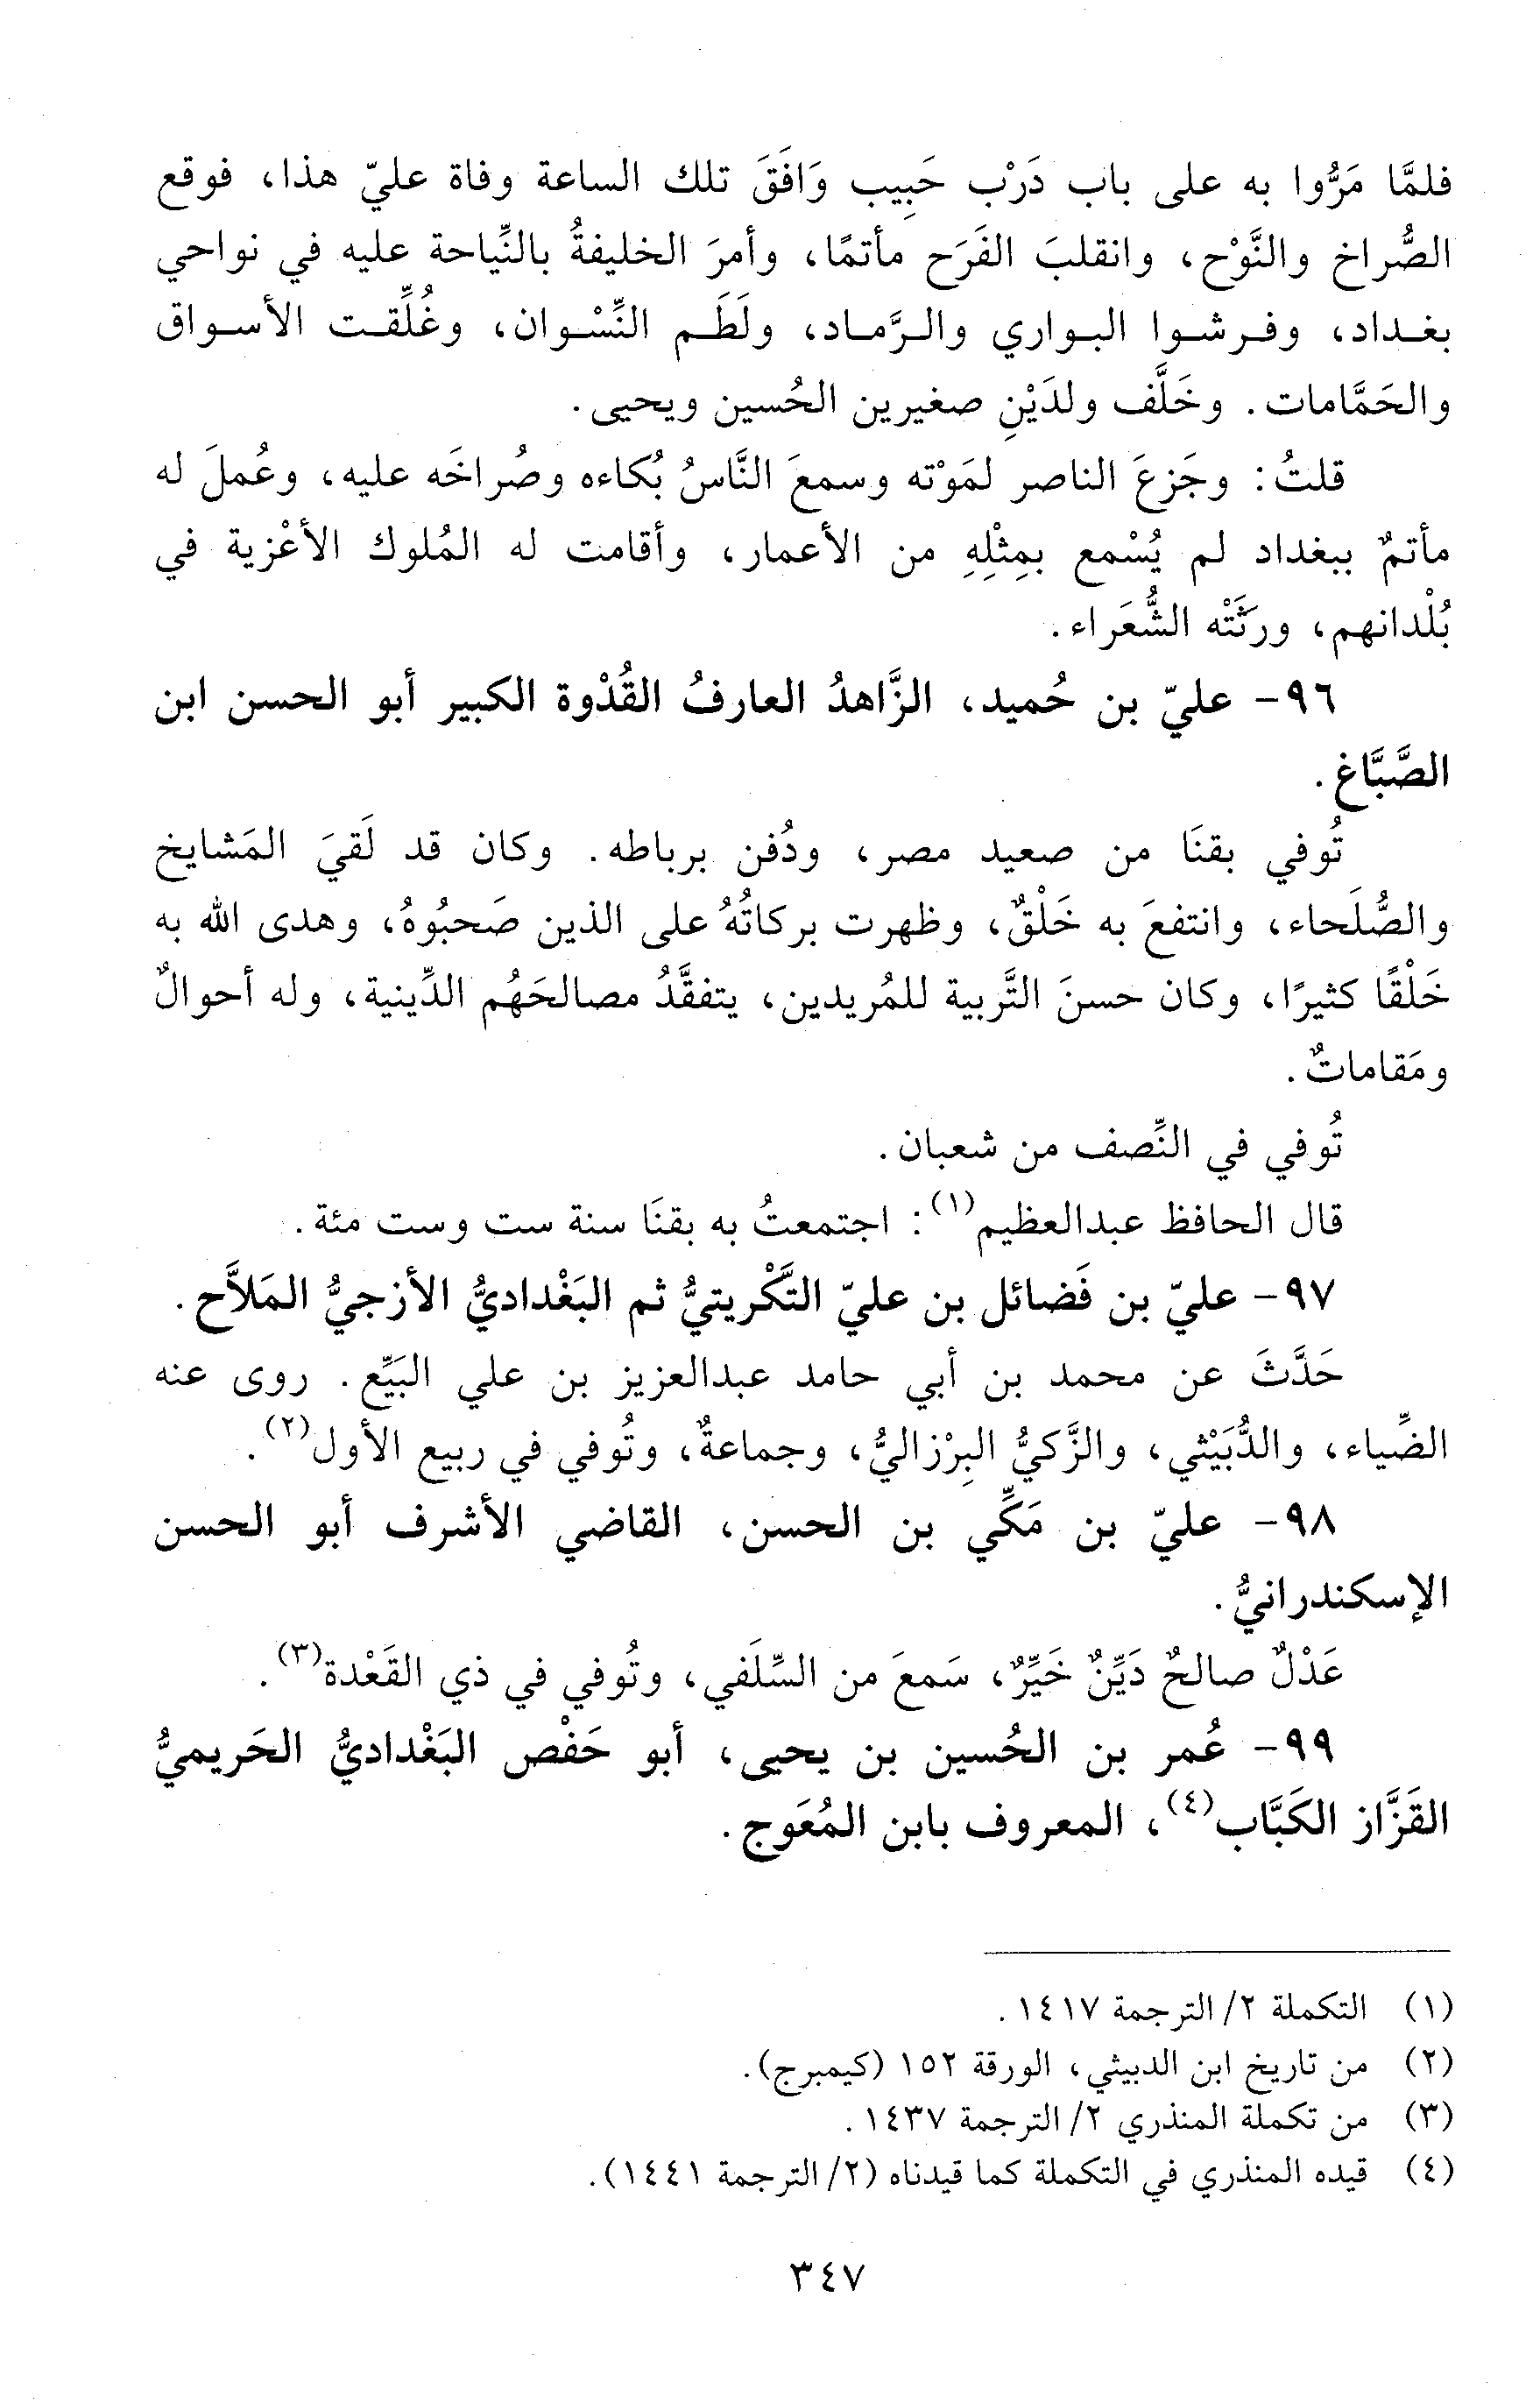 فلمَّا مَرُّوا به على باب دَرْب حَبِيب وَافَقَ تلك الساعة وفاة عليّ هذا، فوقع
الصُّراخ والنَّوْح، وانقلبَ الفَرَح مأتمًا، وأمرَ الخليفةُ بالنِّياحة عليه في نواحي
بغداد، وفرشوا البواري والرَّماد، ولَطَم النِّسْوان، وغُلِّقت الأسواق
والحَمَّامات. وخَلَّف ولدَيْنِ صغيرين الحُسين ويحيى.
قلتُ: وجَزعَ الناصر لمَوْته وسمعَ النَّاسُ بُكاءه وصُراخَه عليه، وعُملَ له
مأتمٌ ببغداد لم يُسْمع بمِثْلِهِ من الأعمار، وأقامت له المُلوك الأعْزية في
بُلْدانهم، ورثَتْه الشُّعَراء.
٩٦- عليّ بن حُميد، الزَّاهدُ العارفُ القُدْوة الكبير أبو الحسن ابن
الصَّبَّاغ.
تُوفي بقنَا من صعيد مصر، ودُفن برباطه. وكان قد لَقيَ المَشايخ
والصُّلَحاء، وانتفعَ به خَلْقٌ، وظهرت بركاتُهُ على الذين صَحبُوهُ، وهدى الله به
خَلْقًا كثيرًا، وكان حسنَ التَّربية للمُريدين، يتفقَّدُ مصالحَهُم الدِّينية، وله أحوالٌ
ومَقاماتٌ.
تُوفي في النِّصف من شعبان.
قال الحافظ عبدالعظيم(١): اجتمعتُ به بقنَا سنة ست وست مئة.
٩٧- عليّ بن فَضائل بن عليّ التَّكْريتيُّ ثم البَغْداديُّ الأزجيُّ المَلاَّح.
حَدَّثَ عن محمد بن أبي حامد عبدالعزيز بن علي البَيِّع. روى عنه
الضِّياء، والدُّبَيْثي، والزَّكيُّ البِرْزاليُّ، وجماعةٌ، وتُوفي في ربيع الأول(٢).
٩٨- عليّ بن مَكِّي بن الحسن، القاضي الأشرف أبو الحسن
الإسكندرانيُّ.
عَدْلٌ صالحٌ دَيِّنٌ خَيِّرٌ، سَمعَ من السِّلَفي، وتُوفي في ذي القَعْدة(٣).
٩٩- عُمر بن الحُسين بن يحيى، أبو حَفْص البَغْداديُّ الحَريميُّ
القَزَّاز الكَبَّاب(٤)، المعروف بابن المُعَوج.
(١) التكملة ٢/ الترجمة ١٤١٧.
(٢) من تاريخ ابن الدبيثي، الورقة ١٥٢ (كيمبرج).
(٣) من تكملة المنذري ٢/ الترجمة ١٤٣٧.
(٤) قيده المنذري في التكملة كما قيدناه (٢/ الترجمة ١٤٤١).
٣٤٧